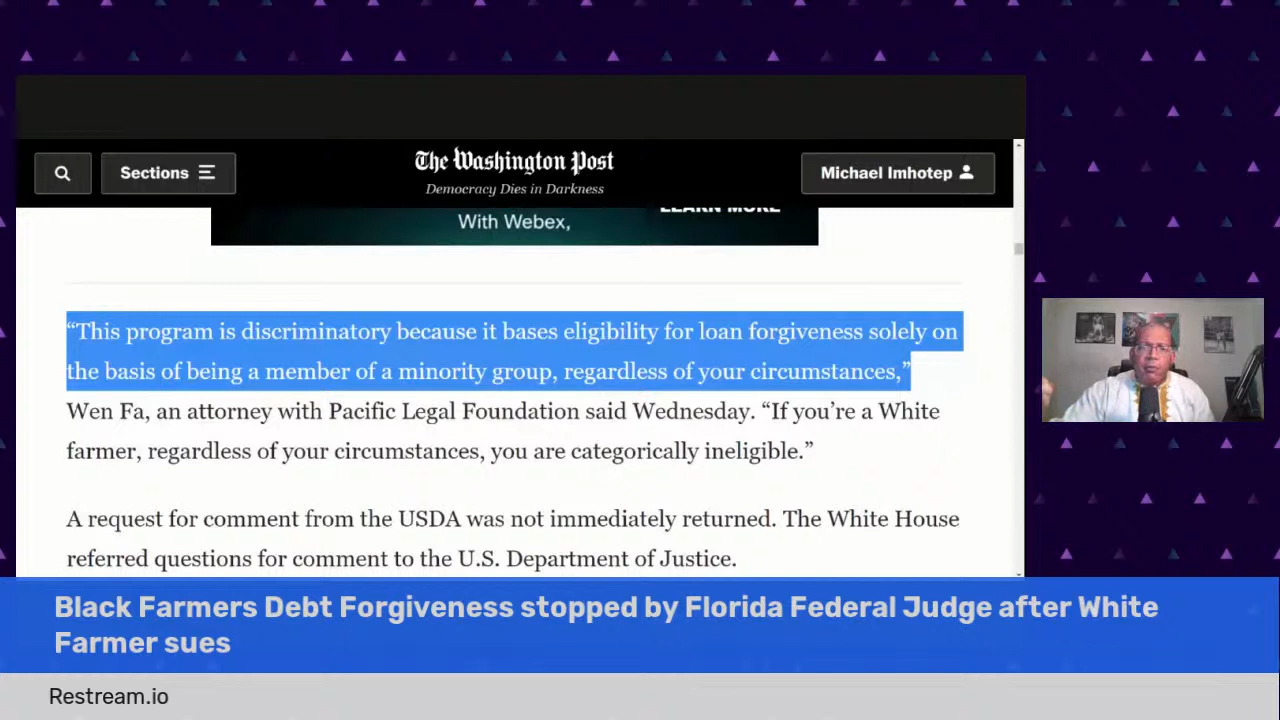 The Washington Post
Sections
Democracy Dies in Darkness
Michael Imhotep
LEARN MORE
With Webex,
“This program is discriminatory because it bases eligibility for loan forgiveness solely on
the basis of being a member of a minority group, regardless of your circumstances,”
Wen Fa, an attorney with Pacific Legal Foundation said Wednesday. “If you’re a White
farmer, regardless of your circumstances, you are categorically ineligible.”
A request for comment from the USDA was not immediately returned. The White House
referred questions for comment to the U.S. Department of Justice.
Black Farmers Debt Forgiveness stopped by Florida Federal Judge after White
Farmer sues
Restream.io